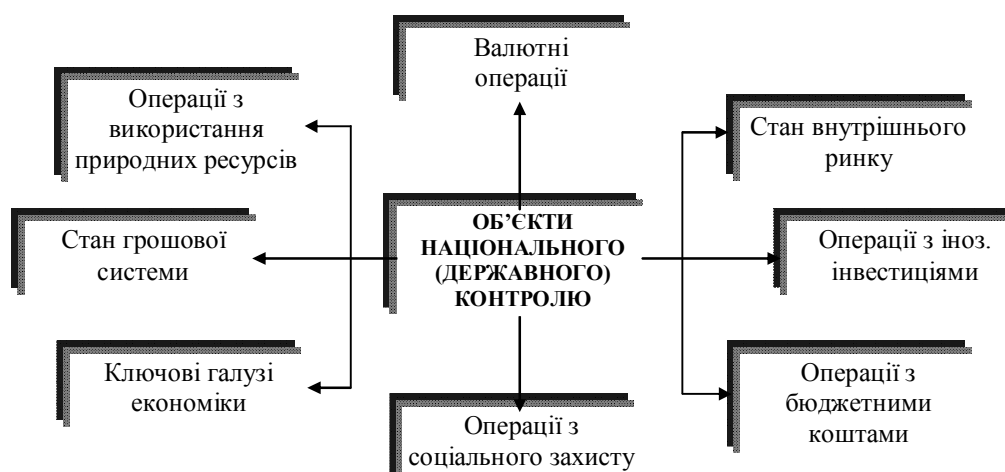 Валютні
операції
Операції з
використання
природних ресурсів
Стан внутрішнього
ринку
Стан грошової
системи
ОБ’ЄКТИ
НАЦІОНАЛЬНОГО
(ДЕРЖАВНОГО)
КОНТРОЛЮ
Операції з іноз.
інвестиціями
Ключові галузі
економіки
Операції з
соціального захисту
Операції з
бюджетними
коштами